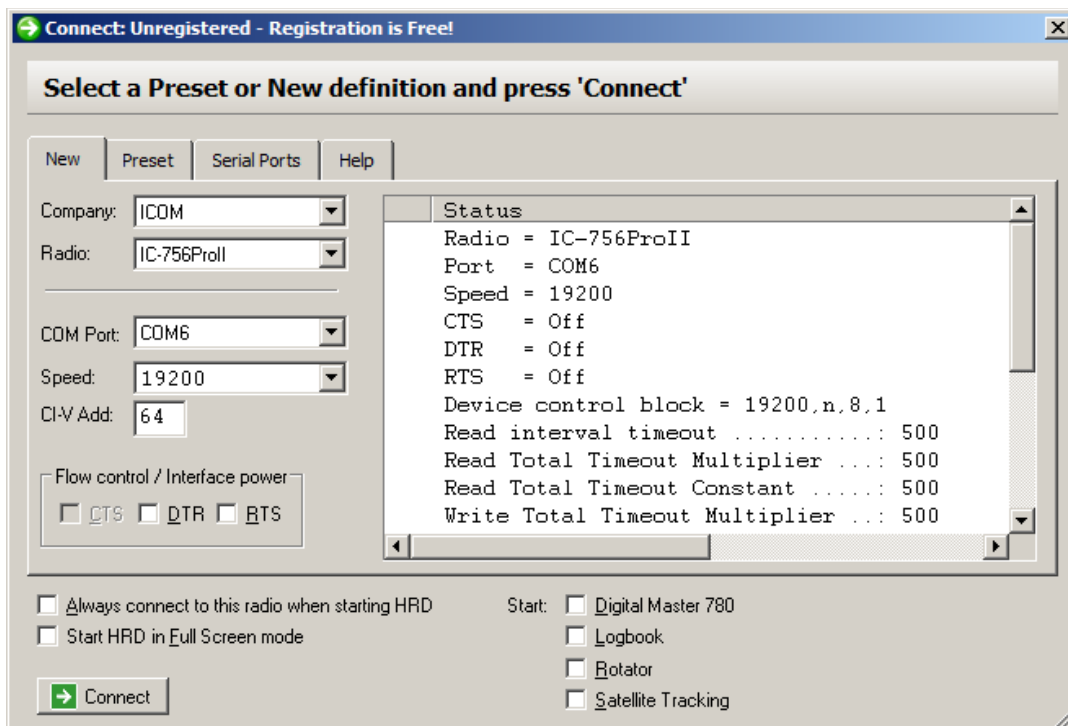 Connect: Unregistered - Registration is Free!
Select a Preset or New definition and press 'Connect'
New Preset Serial Ports Help
Company: ICOM
Radio: IC-756ProII
COM Port: COM6
Speed: 19200
CI-V Add: 64
Flow control / Interface power
CTS DTR RTS
Status
Radio = IC-756ProII
Port = COM6
Speed = 19200
CTS = Off
DTR = Off
RTS = Off
Device control block = 19200,n,8,1
Read interval timeout ...........: 500
Read Total Timeout Multiplier ...: 500
Read Total Timeout Constant .....: 500
Write Total Timeout Multiplier ..: 500
Always connect to this radio when starting HRD
Start HRD in Full Screen mode
Start: Digital Master 780
Logbook
Rotator
Satellite Tracking
Connect